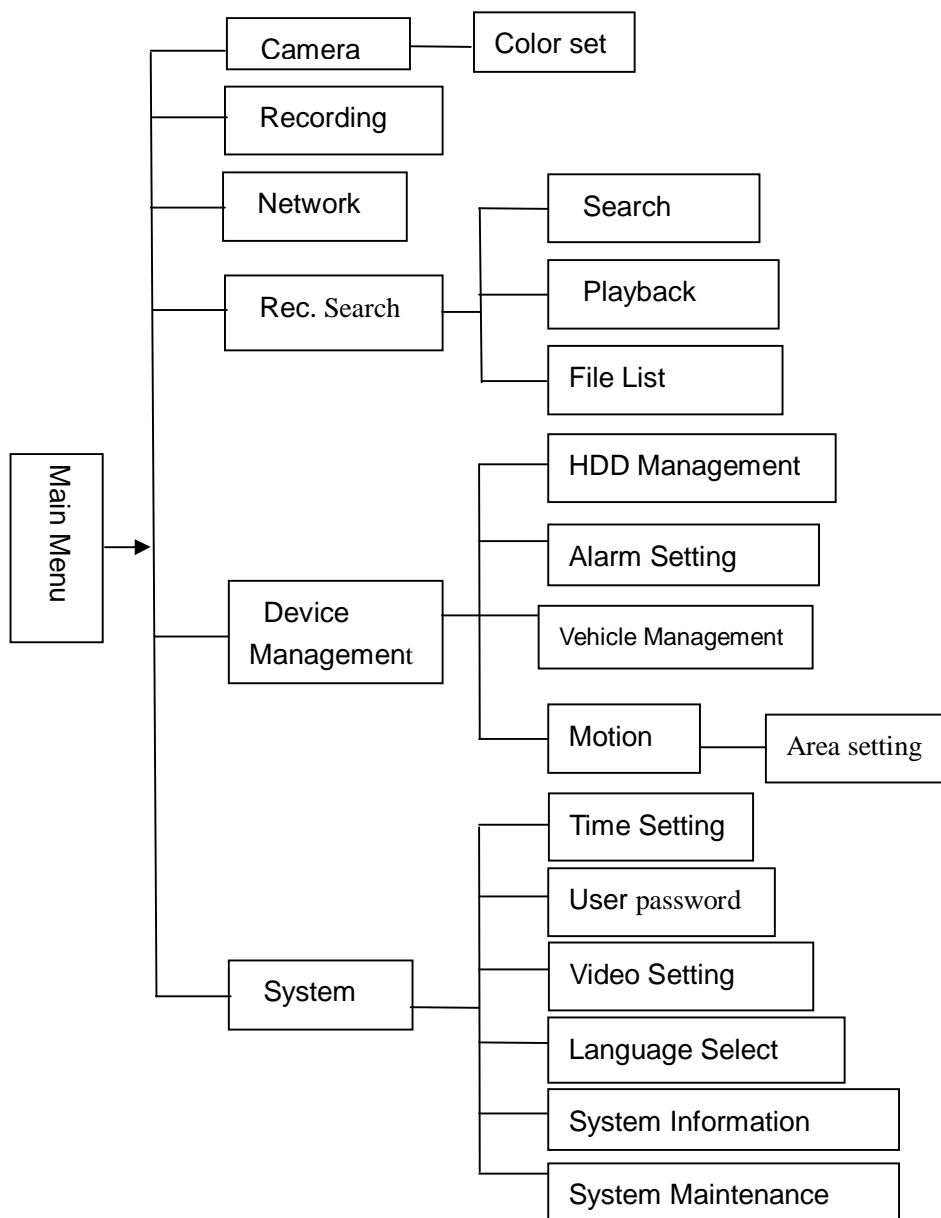 Main Menu
Camera
Color set
Recording
Network
Rec. Search
Search
Playback
File List
Device
Management
HDD Management
Alarm Setting
Vehicle Management
Motion
Area setting
System
Time Setting
User password
Video Setting
Language Select
System Information
System Maintenance